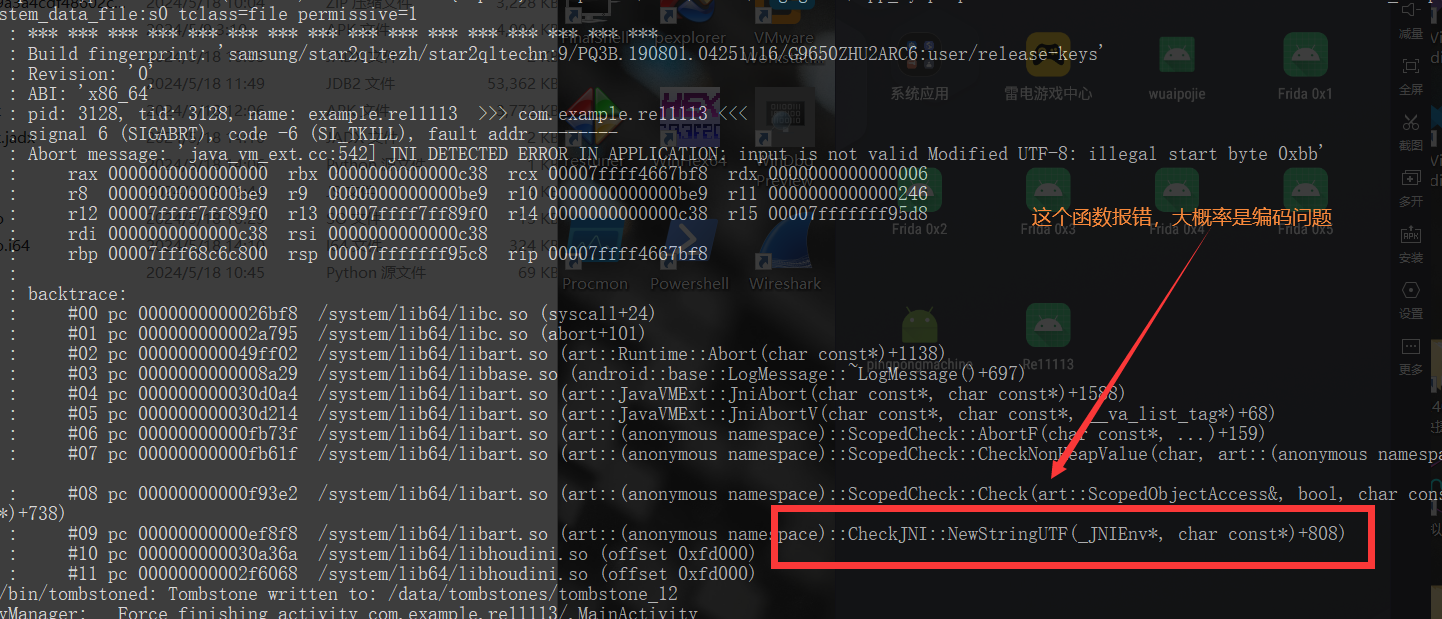 stem_data_file:s0 tclass=file permissive=1
: *** *** *** *** *** *** *** *** *** *** *** *** *** *** *** ***
: Build fingerprint: 'samsung/star2qltezh/star2qltechn:9/PQ3B.190801.04251116/G9650ZHU2ARC6:user/release-keys'
: Revision: '0'
: ABI: 'x86_64'
: pid: 3128, tid: 3128, name: example.re11113  >>> com.example.re11113 <<<
: signal 6 (SIGABRT), code -6 (SI_TKILL), fault addr --------
: Abort message: 'java_vm_ext.cc:542] JNI DETECTED ERROR IN APPLICATION: input is not valid Modified UTF-8: illegal start byte 0xbb'
: rax 0000000000000000  rbx 0000000000000c38  rcx 00007ffff4667bf8  rdx 0000000000000006
: r8  0000000000000be9  r9  0000000000000be9  r10 0000000000000be9  r11 0000000000000246
: r12 00007ffff7ff89f0  r13 00007ffff7ff89f0  r14 0000000000000c38  r15 00007fffffff95d8
: rdi 0000000000000c38  rsi 0000000000000c38
: rbp 00007fff68c6c800  rsp 00007fffffff95c8  rip 00007ffff4667bf8
:
: backtrace:
: #00 pc 0000000000026bf8  /system/lib64/libc.so (syscall+24)
: #01 pc 000000000002a795  /system/lib64/libc.so (abort+101)
: #02 pc 000000000049ff02  /system/lib64/libart.so (art::Runtime::Abort(char const*)+1138)
: #03 pc 0000000000008a29  /system/lib64/libbase.so (android::base::LogMessage::~LogMessage()+697)
: #04 pc 000000000030d0a4  /system/lib64/libart.so (art::JavaVMExt::JniAbort(char const*, char const*)+1588)
: #05 pc 000000000030d214  /system/lib64/libart.so (art::JavaVMExt::JniAbortV(char const*, char const*, __va_list_tag*)+68)
: #06 pc 00000000000fb73f  /system/lib64/libart.so (art::(anonymous namespace)::ScopedCheck::AbortF(char const*, ...)+159)
: #07 pc 00000000000fb61f  /system/lib64/libart.so (art::(anonymous namespace)::ScopedCheck::CheckNonHeapValue(char, art::(anonymous namespa
: #08 pc 00000000000f93e2  /system/lib64/libart.so (art::(anonymous namespace)::ScopedCheck::Check(art::ScopedObjectAccess&, bool, char cons
*)+738)
: #09 pc 00000000000ef8f8  /system/lib64/libart.so (art::(anonymous namespace)::CheckJNI::NewStringUTF(_JNIEnv*, char const*)+808)
: #10 pc 000000000030a36a  /system/lib64/libhoudini.so (offset 0xfd000)
: #11 pc 00000000002f6068  /system/lib64/libhoudini.so (offset 0xfd000)
/bin/tombstoned: Tombstone written to: /data/tombstones/tombstone_12
yManager:   Force finishing activity com.example.re11113/.MainActivity
这个函数报错，大概率是编码问题
系统应用
雷电游戏中心
wuaipojie
Frida 0x1
Frida 0x2
Frida 0x3
Frida 0x4
Frida 0x5
pingpongmachine
Re11113
Procmon
Powershell
Wireshark
VMware
2024/5/18 11:49
JDB2 文件
53,362 KB
2024/5/18 10:45
Python 源文件
69 KB
减量
全屏
截图
多开
安装
设置
更多